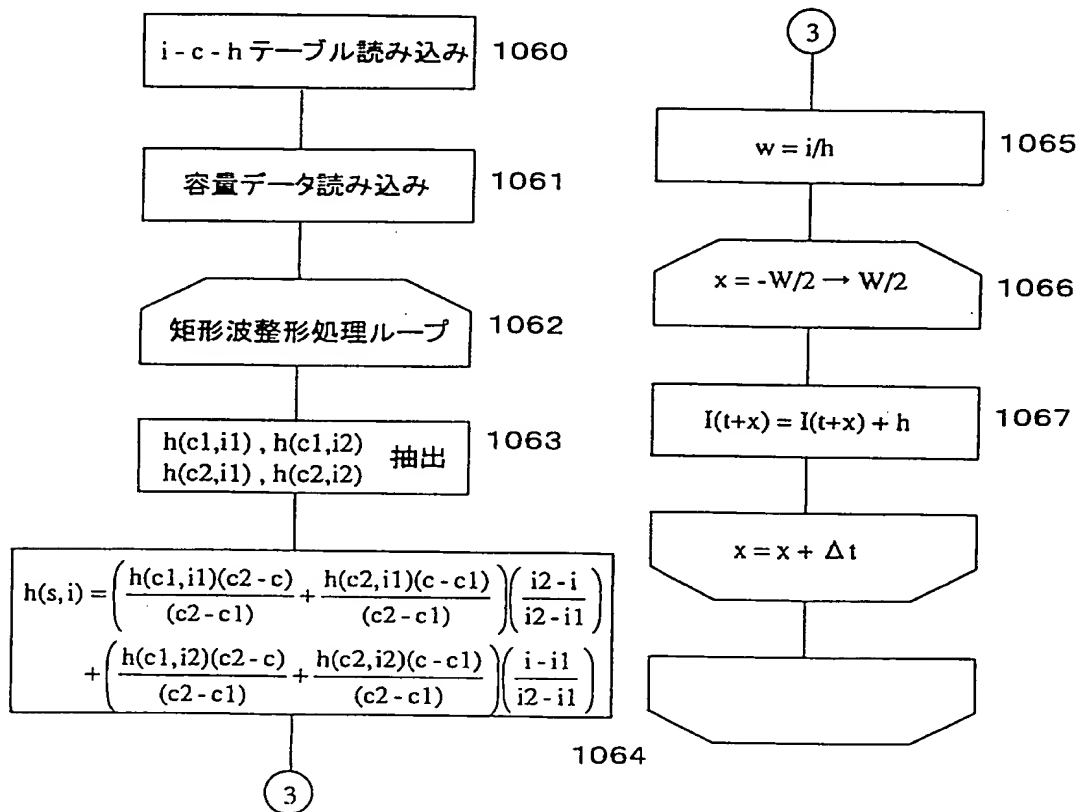 i - c - h テーブル読み込み 1060
容量データ読み込み 1061
矩形波整形処理ループ 1062
h(c1,i1) , h(c1,i2)
h(c2,i1) , h(c2,i2) 抽出 1063
h(s,i) = ( h(c1,i1)(c2-c) / (c2-c1) + h(c2,i1)(c-c1) / (c2-c1) ) ( i2-i / i2-i1 )
+ ( h(c1,i2)(c2-c) / (c2-c1) + h(c2,i2)(c-c1) / (c2-c1) ) ( i-i1 / i2-i1 )
1064
3
3
w = i/h 1065
x = -W/2 → W/2 1066
I(t+x) = I(t+x) + h 1067
x = x + Δt